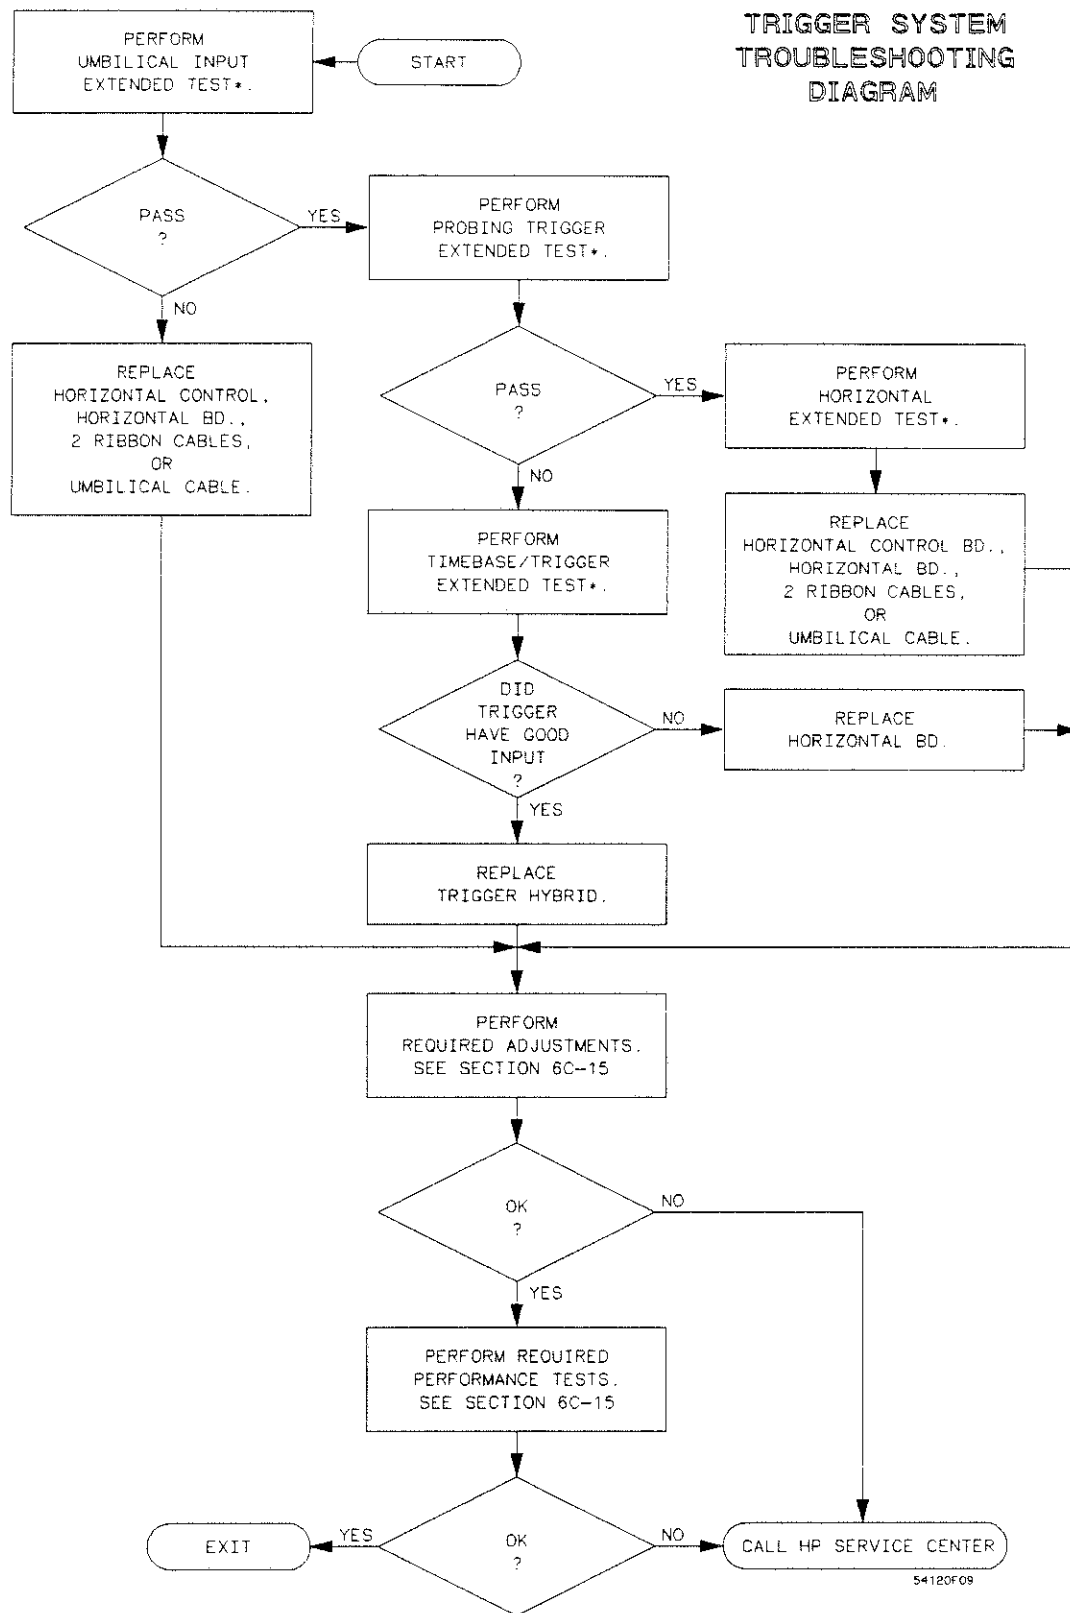 TRIGGER SYSTEM
TROUBLESHOOTING
DIAGRAM
START
PERFORM
UMBILICAL INPUT
EXTENDED TEST*.
PASS
?
YES
NO
PERFORM
PROBING TRIGGER
EXTENDED TEST*.
REPLACE
HORIZONTAL CONTROL,
HORIZONTAL BD.,
2 RIBBON CABLES,
OR
UMBILICAL CABLE.
PASS
?
YES
NO
PERFORM
HORIZONTAL
EXTENDED TEST*.
PERFORM
TIMEBASE/TRIGGER
EXTENDED TEST*.
REPLACE
HORIZONTAL CONTROL BD.,
HORIZONTAL BD.,
2 RIBBON CABLES,
OR
UMBILICAL CABLE.
DID
TRIGGER
HAVE GOOD
INPUT
?
NO
YES
REPLACE
HORIZONTAL BD.
REPLACE
TRIGGER HYBRID.
PERFORM
REQUIRED ADJUSTMENTS.
SEE SECTION 6C-15
OK
?
NO
YES
PERFORM REQUIRED
PERFORMANCE TESTS.
SEE SECTION 6C-15
OK
?
YES
NO
EXIT
CALL HP SERVICE CENTER
54120F09